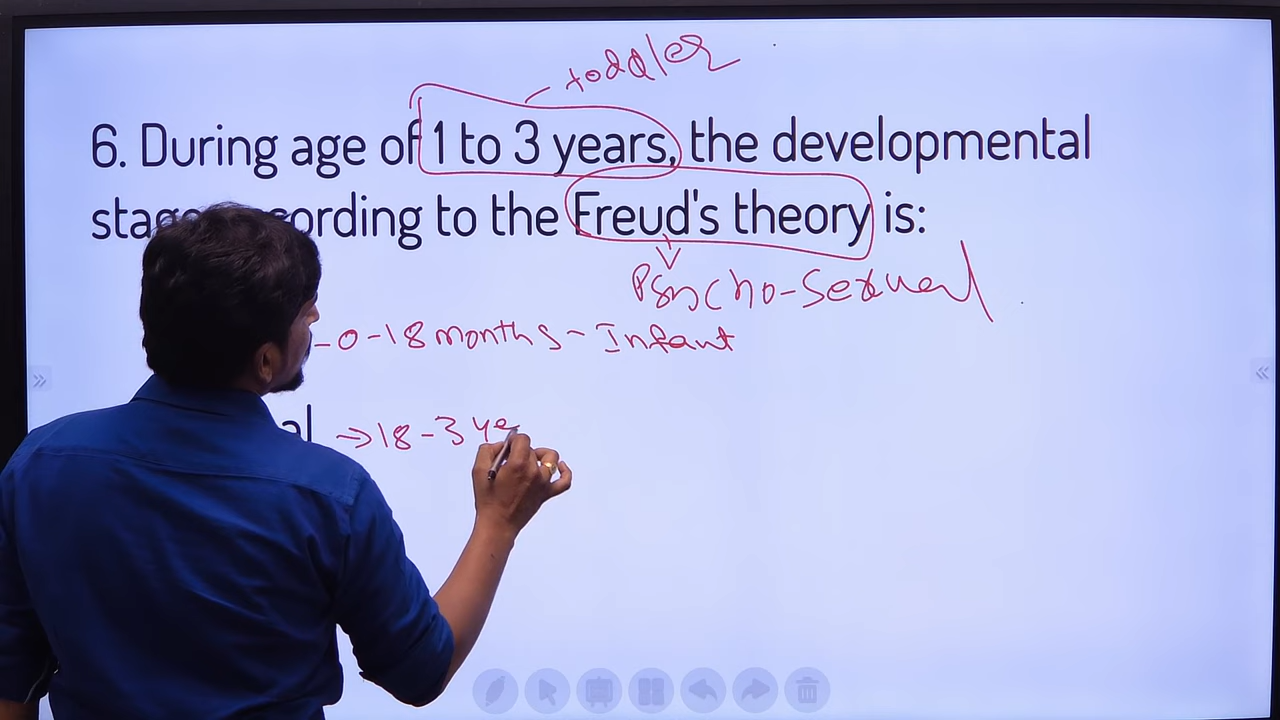 toddler
6. During age of 1 to 3 years, the developmental
stage according to the Freud's theory is:
Psycho-Sexual
- 0-18 months - Infant
al → 18-3 ye